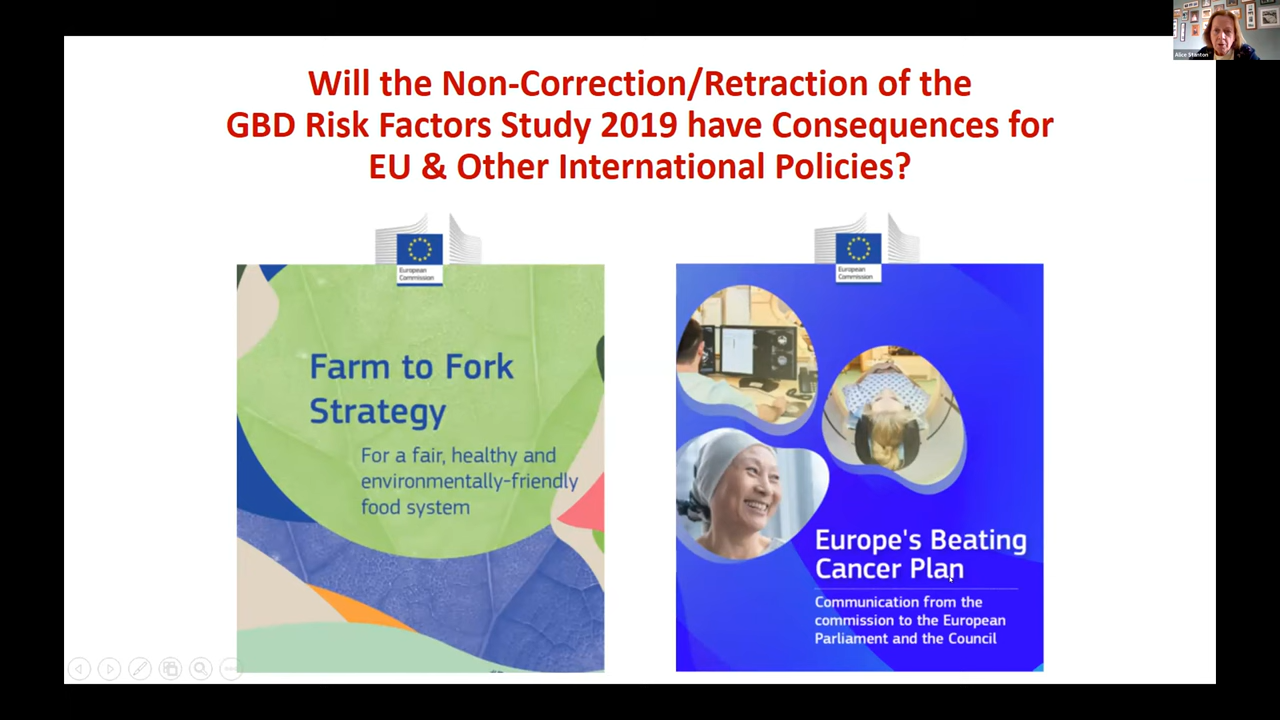 Alice Stanton
Will the Non-Correction/Retraction of the
GBD Risk Factors Study 2019 have Consequences for
EU & Other International Policies?
European
Commission
Farm to Fork
Strategy
For a fair, healthy and
environmentally-friendly
food system
European
Commission
Europe's Beating
Cancer Plan
Communication from the
commission to the European
Parliament and the Council